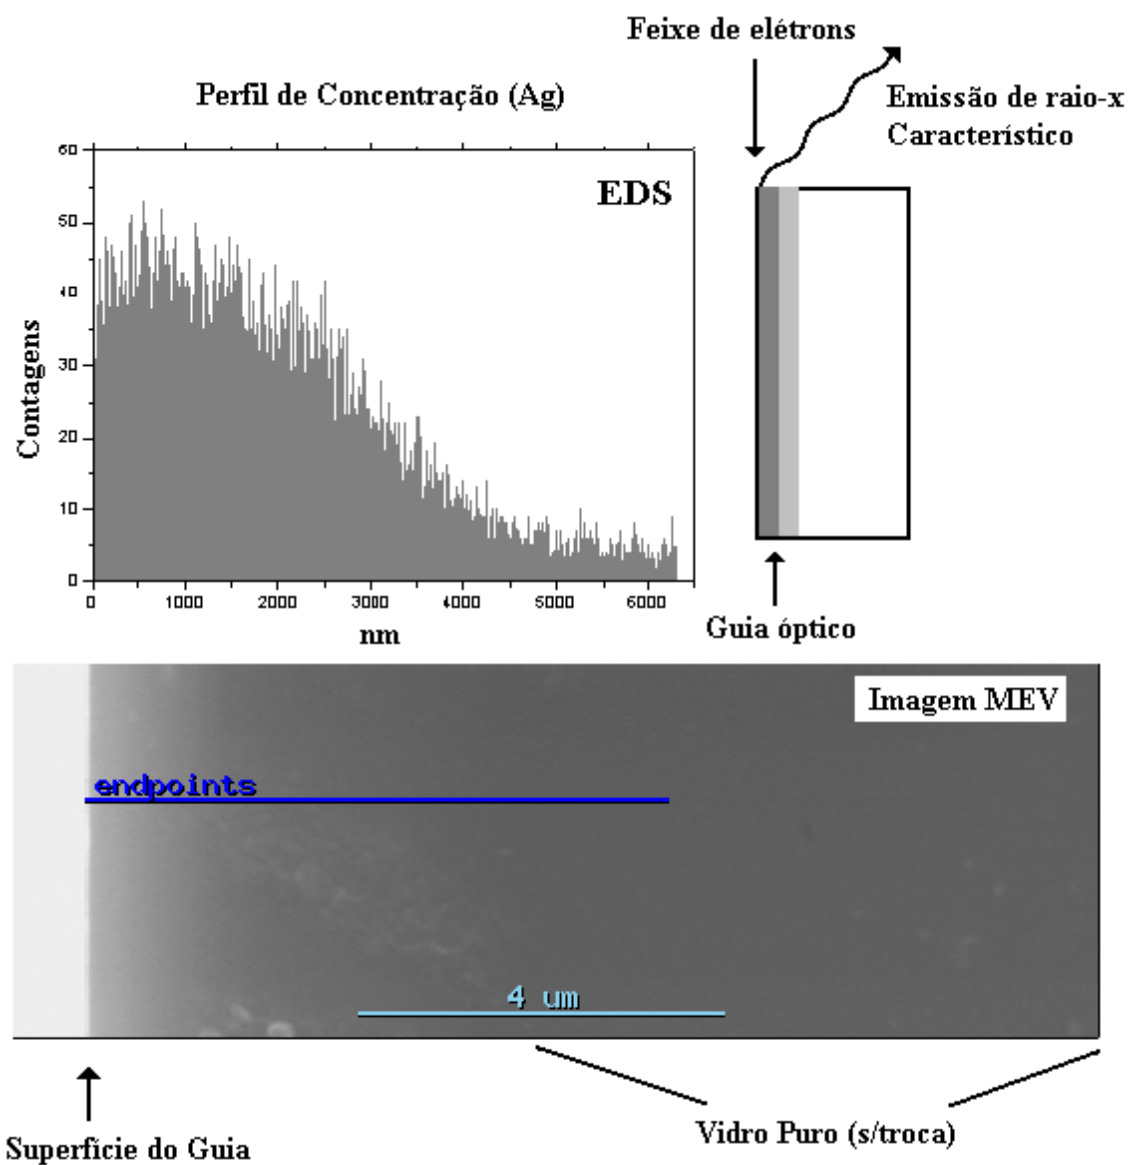 Feixe de elétrons
Perfil de Concentração (Ag)
Emissão de raio-x
Característico
EDS
60
50
40
30
20
10
0
Contagens
0 1000 2000 3000 4000 5000 6000
nm
Guia óptico
Imagem MEV
endpoints
4 um
Superfície do Guia
Vidro Puro (s/troca)